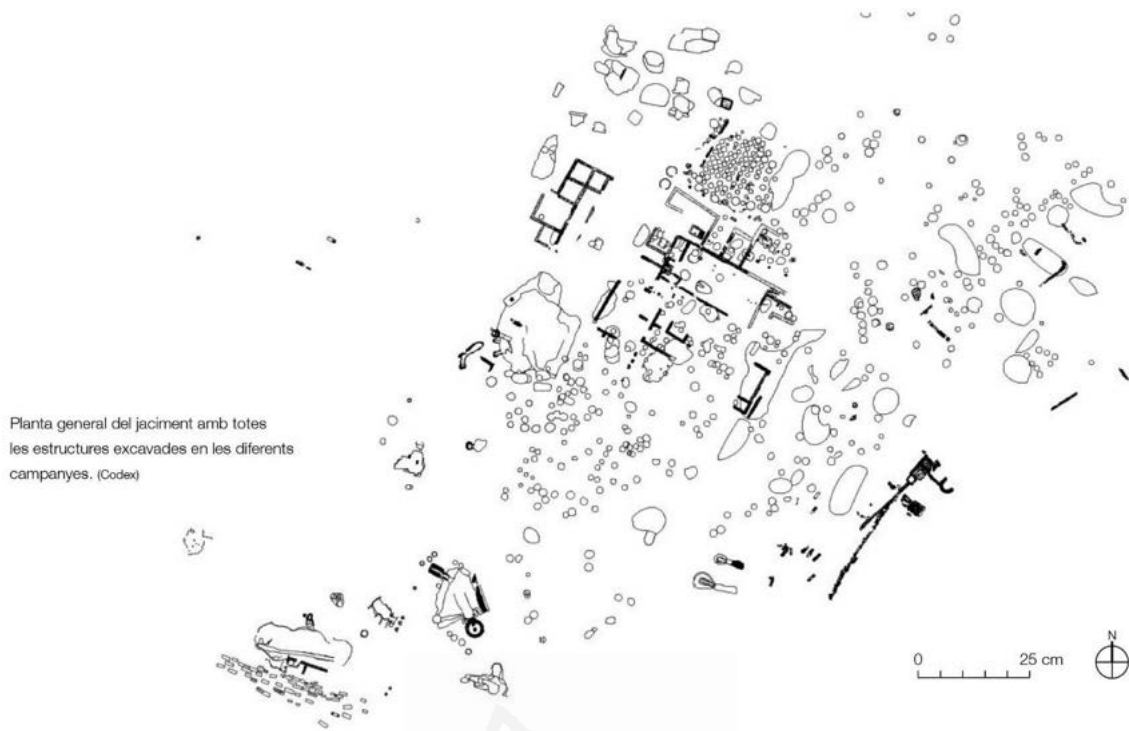 Planta general del jaciment amb totes
les estructures excavades en les diferents
campanyes. (Codex)
0 25 cm
N